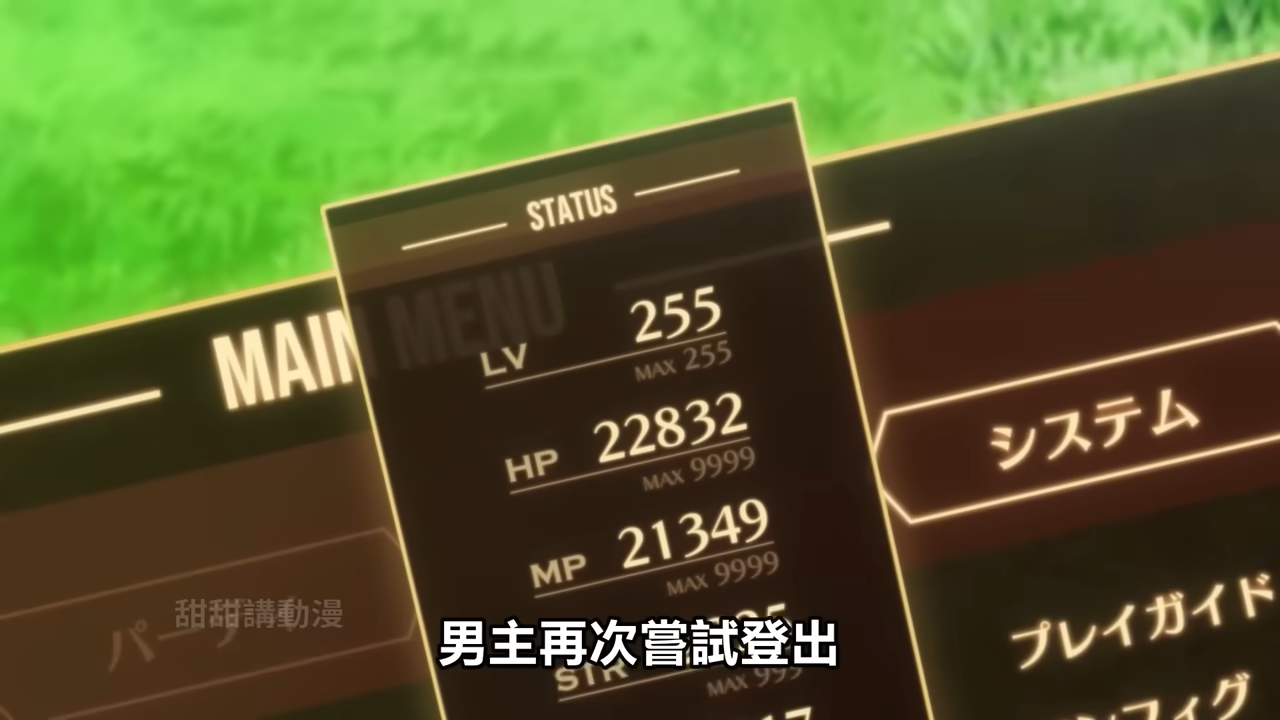 STATUS
MAIN MENU
LV 255
MAX 255
HP 22832
MAX 9999
MP 21349
MAX 9999
システム
プレイガイド
甜甜講動漫
男主再次嘗試登出
STR